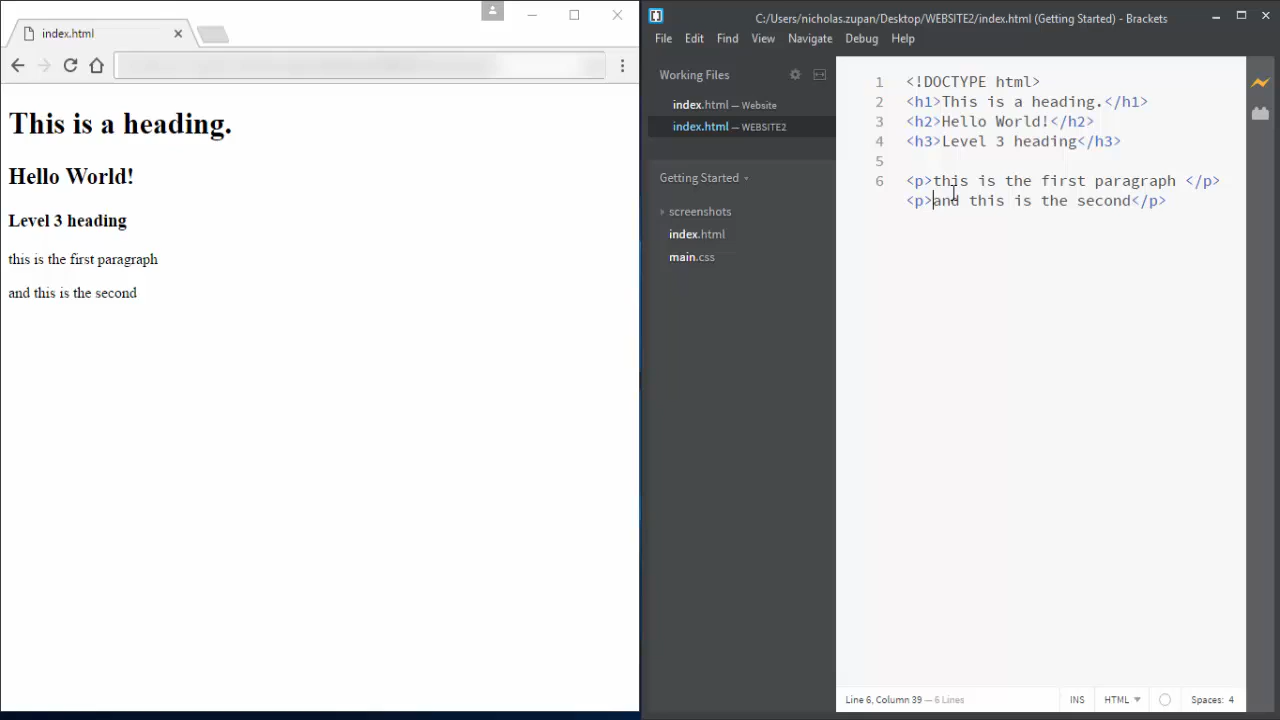 index.html
This is a heading.
Hello World!
Level 3 heading
this is the first paragraph
and this is the second
C:/Users/nicholas.zupan/Desktop/WEBSITE2/index.html (Getting Started) - Brackets
File Edit Find View Navigate Debug Help
Working Files
index.html — Website
index.html — WEBSITE2
Getting Started
screenshots
index.html
main.css
1 <!DOCTYPE html>
2 <h1>This is a heading.</h1>
3 <h2>Hello World!</h2>
4 <h3>Level 3 heading</h3>
5
6 <p>this is the first paragraph </p>
<p>and this is the second</p>
Line 6, Column 39 — 6 Lines INS HTML Spaces: 4